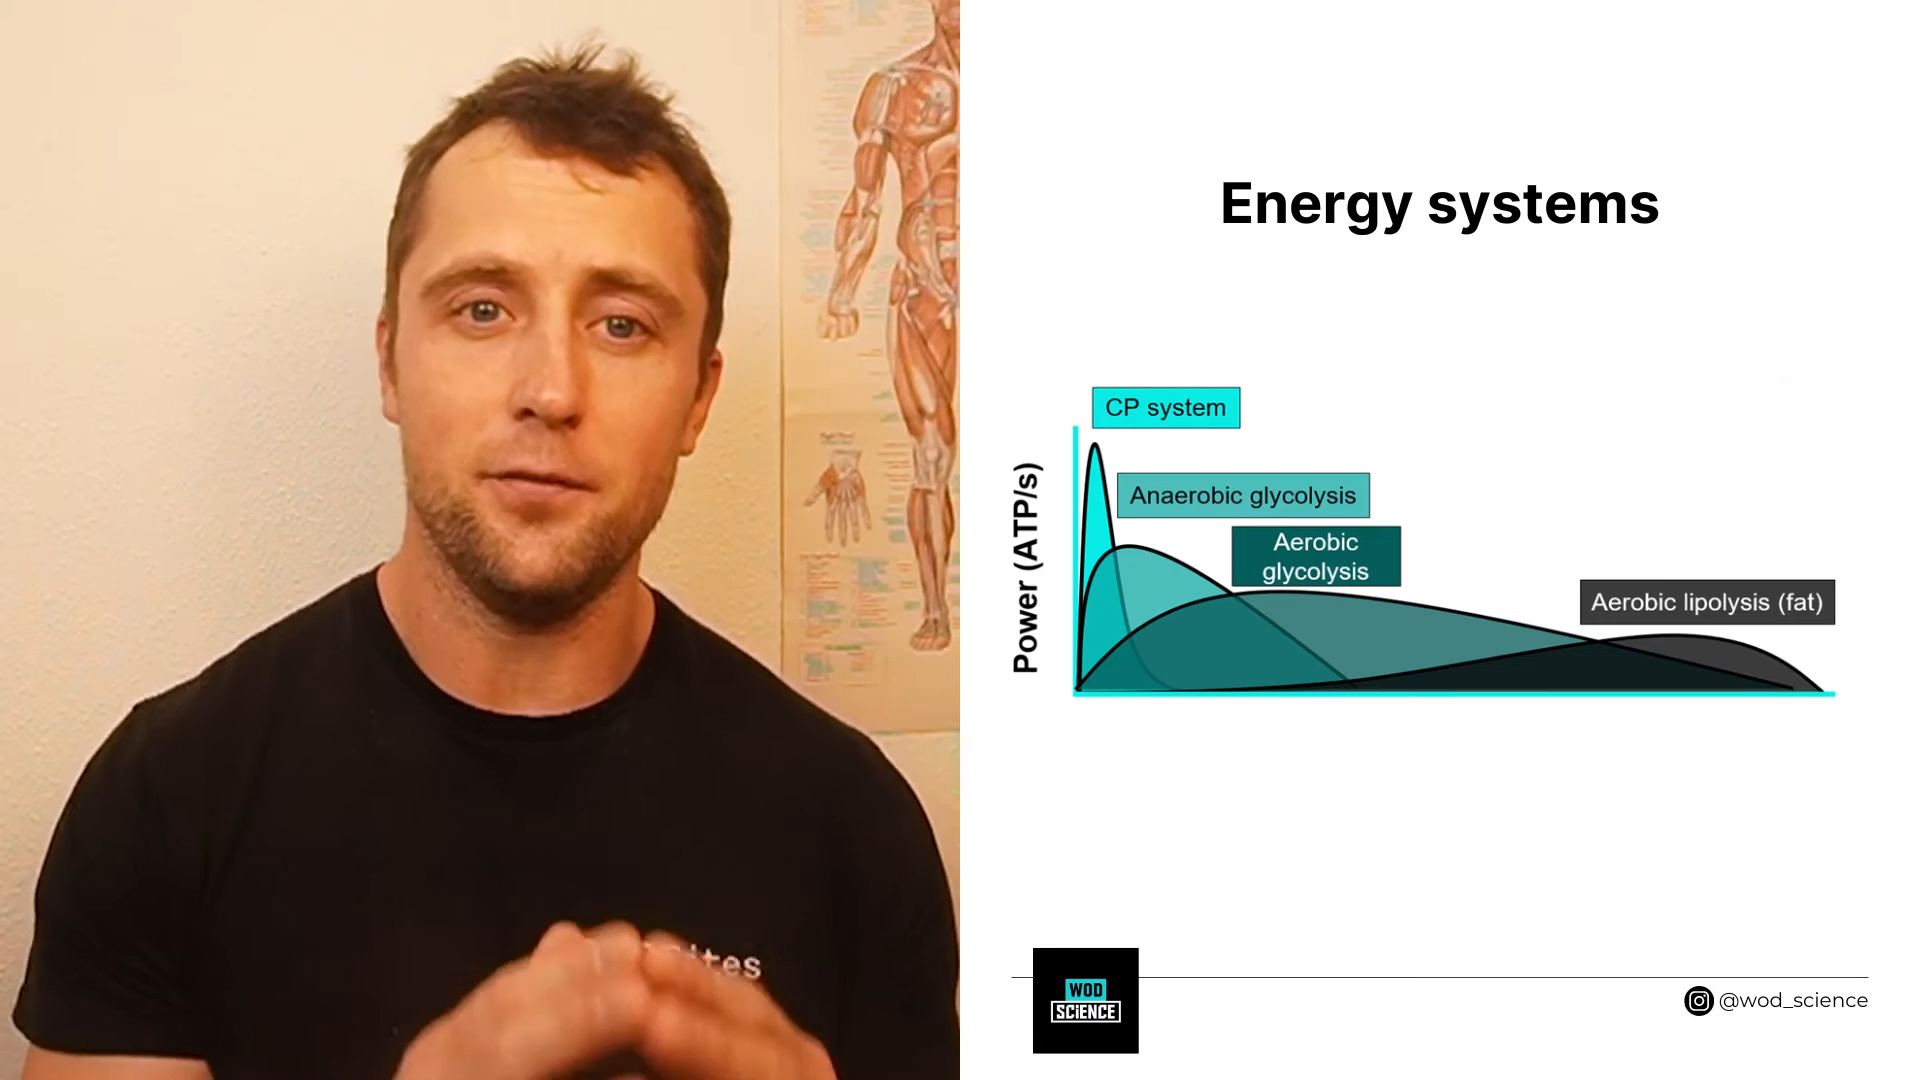 Energy systems
CP system
Anaerobic glycolysis
Aerobic
glycolysis
Aerobic lipolysis (fat)
Power (ATP/s)
WOD
SCiENCE
@wod_science